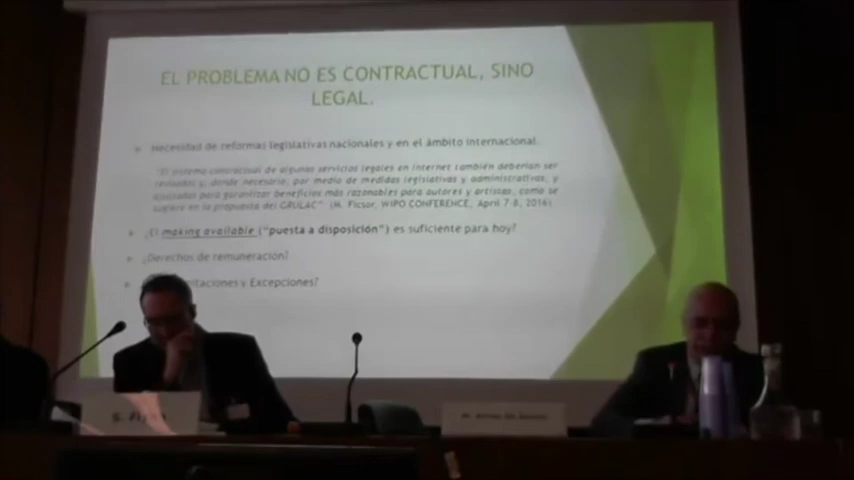 EL PROBLEMA NO ES CONTRACTUAL, SINO
LEGAL.
Necesidad de reformas legislativas nacionales y en el ámbito internacional.
"El sistema contractual de algunos servicios legales en internet también deberían ser
revisados y, donde necesario, por medio de medidas legislativas y administrativas, y
ajustadas para garantizar beneficios más razonables para autores y artistas, como se
sugiere en la propuesta del GRULAC" (M. Ficsor, WIPO CONFERENCE, April 7-8, 2016)
¿El making available ("puesta a disposición") es suficiente para hoy?
¿Derechos de remuneración?
itaciones y Excepciones?
S.